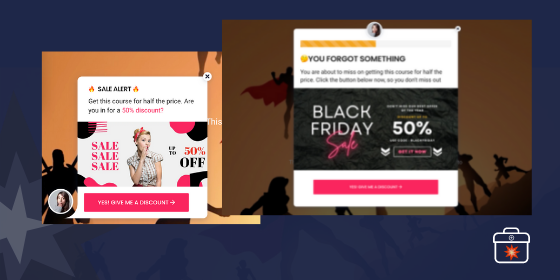 🔥 SALE ALERT 🔥
Get this course for half the price. Are
you in for a 50% discount?
SALE
SALE
SALE
UP
TO
50%
OFF
YES! GIVE ME A DISCOUNT →
This
YOU FORGOT SOMETHING
You are about to miss on getting this course for half the
price. Click the button below now, so you don't miss out
BLACK
FRIDAY
Sale
50%
GET IT NOW
YES! GIVE ME A DISCOUNT →